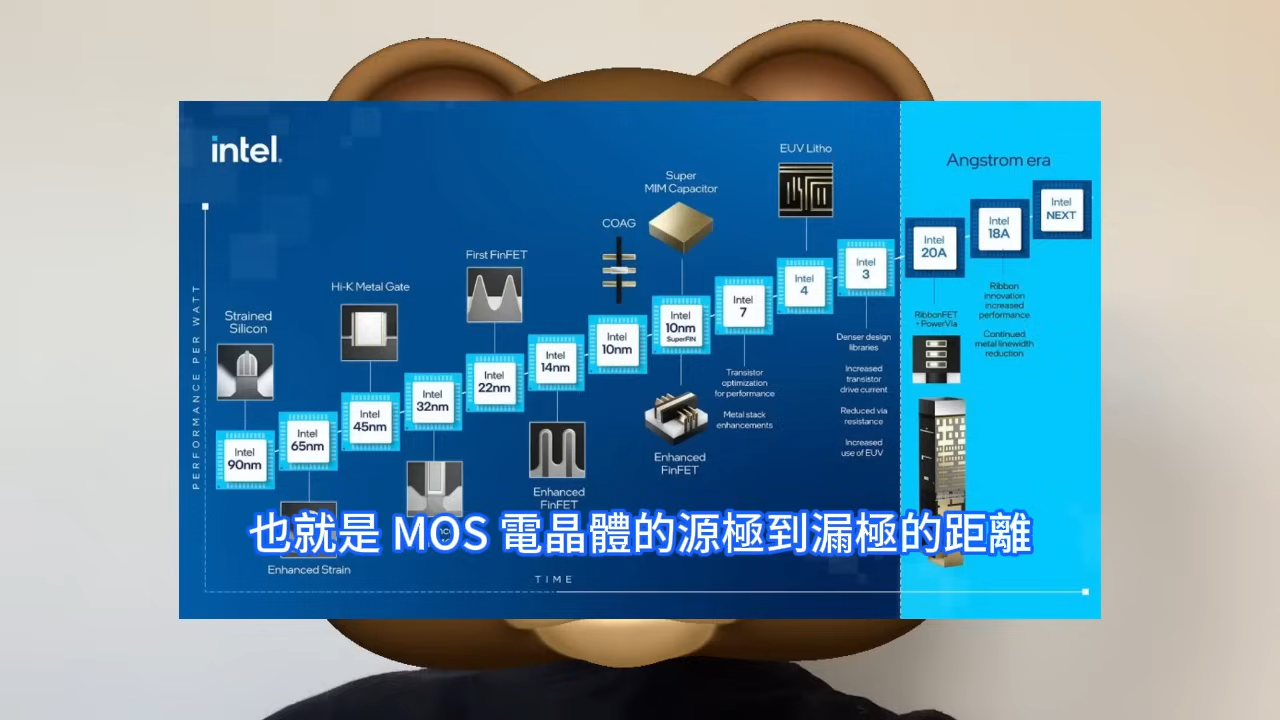 intel.
PERFORMANCE PER WATT
Strained
Silicon
Intel
90nm
Intel
65nm
Enhanced Strain
Hi-K Metal Gate
Intel
45nm
Intel
32nm
First FinFET
Intel
22nm
Intel
14nm
Enhanced
FinFET
COAG
Intel
10nm
Super
MIM Capacitor
Intel
10nm
SuperFIN
Enhanced
FinFET
Intel
7
Transistor
optimization
for performance
Metal stack
enhancements
EUV Litho
Intel
4
Intel
3
Denser design
libraries
Increased
transistor
drive current
Reduced via
resistance
Increased
use of EUV
Angstrom era
Intel
20A
RibbonFET
+ PowerVia
Intel
18A
Ribbon
innovation
increased
performance
Continued
metal linewidth
reduction
Intel
NEXT
也就是 MOS 電晶體的源極到漏極的距離
TIME